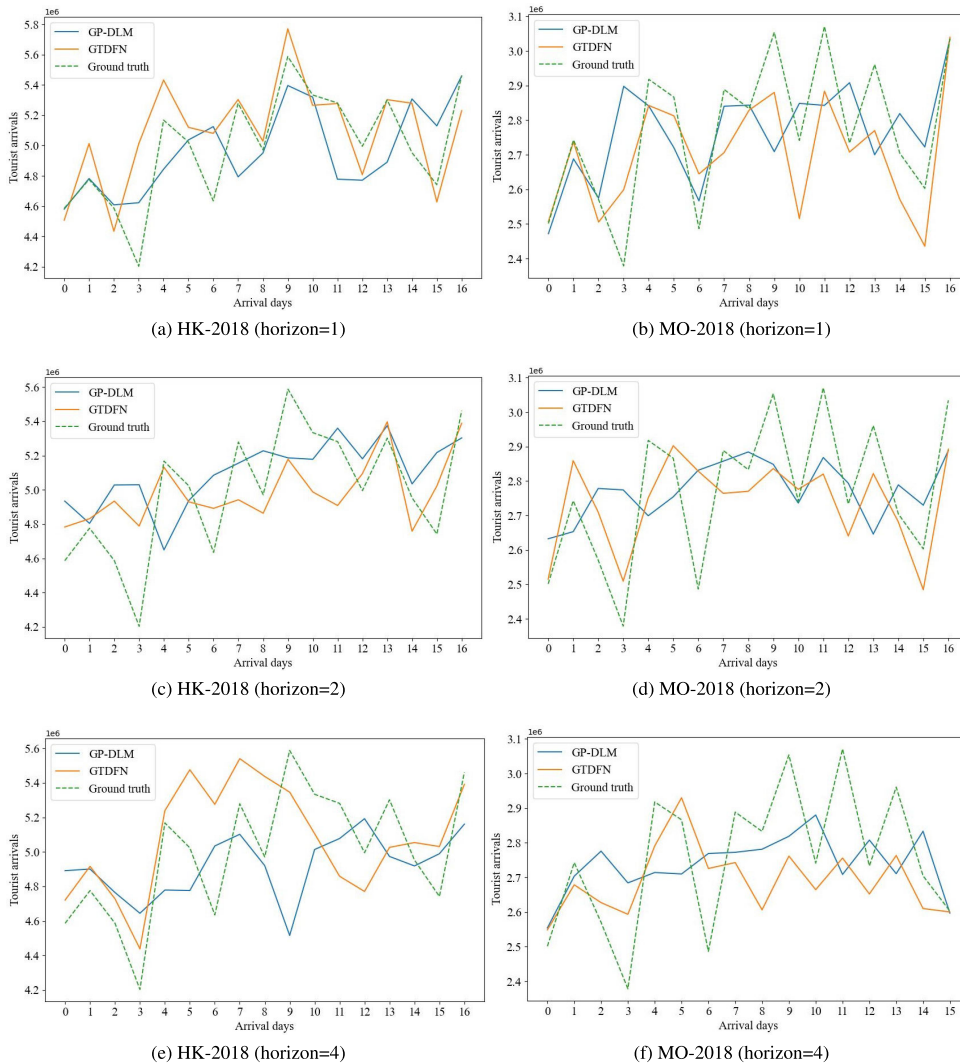 1e6
5.8
5.6
5.4
5.2
5.0
4.8
4.6
4.4
4.2
Tourist arrivals
GP-DLM
GTDFN
Ground truth
0 1 2 3 4 5 6 7 8 9 10 11 12 13 14 15 16
Arrival days
(a) HK-2018 (horizon=1)
1e6
3.1
3.0
2.9
2.8
2.7
2.6
2.5
2.4
Tourist arrivals
GP-DLM
GTDFN
Ground truth
0 1 2 3 4 5 6 7 8 9 10 11 12 13 14 15 16
Arrival days
(b) MO-2018 (horizon=1)
1e6
5.6
5.4
5.2
5.0
4.8
4.6
4.4
4.2
Tourist arrivals
GP-DLM
GTDFN
Ground truth
0 1 2 3 4 5 6 7 8 9 10 11 12 13 14 15 16
Arrival days
(c) HK-2018 (horizon=2)
1e6
3.1
3.0
2.9
2.8
2.7
2.6
2.5
2.4
Tourist arrivals
GP-DLM
GTDFN
Ground truth
0 1 2 3 4 5 6 7 8 9 10 11 12 13 14 15 16
Arrival days
(d) MO-2018 (horizon=2)
1e6
5.6
5.4
5.2
5.0
4.8
4.6
4.4
4.2
Tourist arrivals
GP-DLM
GTDFN
Ground truth
0 1 2 3 4 5 6 7 8 9 10 11 12 13 14 15 16
Arrival days
(e) HK-2018 (horizon=4)
1e6
3.1
3.0
2.9
2.8
2.7
2.6
2.5
2.4
Tourist arrivals
GP-DLM
GTDFN
Ground truth
0 1 2 3 4 5 6 7 8 9 10 11 12 13 14 15
Arrival days
(f) MO-2018 (horizon=4)